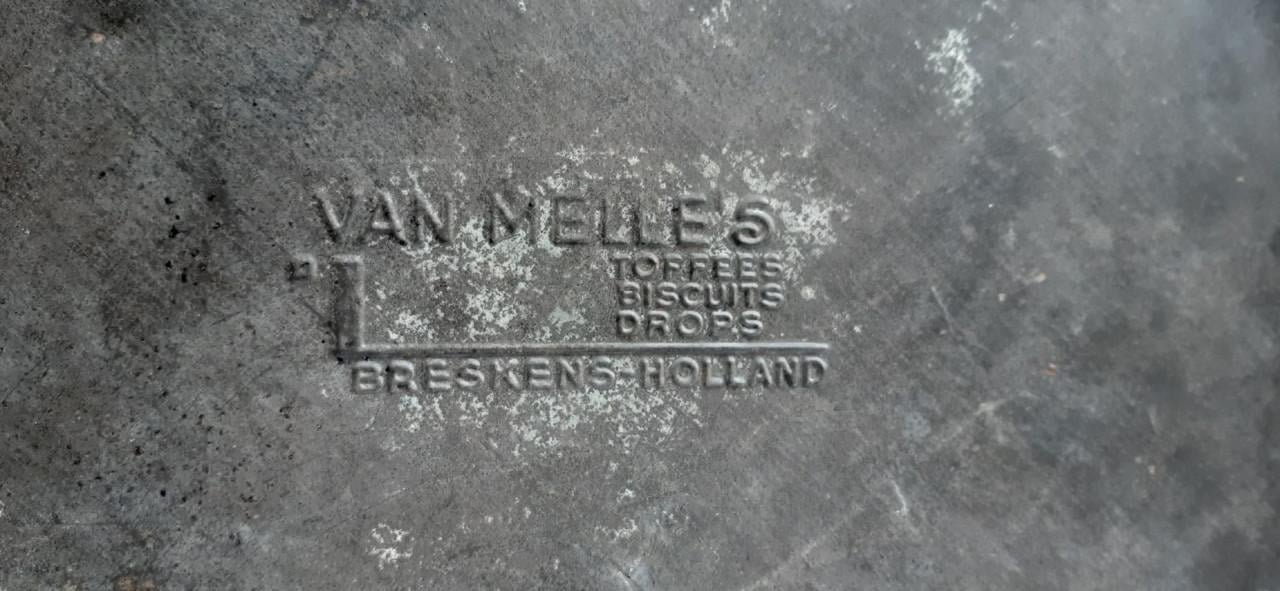 VAN MELLE'S
TOFFEES
BISCUITS
DROPS
BRESKENS-HOLLAND